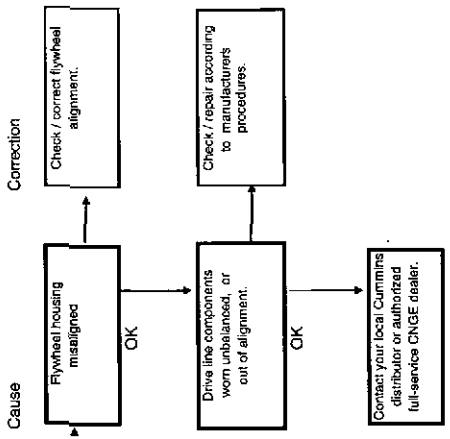 Cause
Correction
Flywheel housing
misaligned
Check / correct flywheel
alignment.
OK
Drive line components
worn unbalanced, or
out of alignment.
Check / repair according
to manufacturers
procedures.
OK
Contact your local Cummins
distributor or authorized
full-service CNGE dealer.